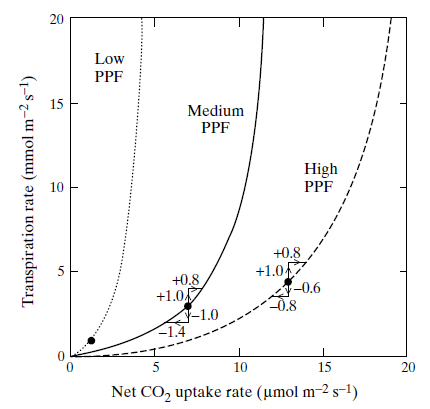 20
Low
PPF
15
Medium
PPF
High
PPF
10
Transpiration rate (mmol m⁻² s⁻¹)
+0.8
+1.0
-0.6
-0.8
5
+0.8
+1.0
-1.0
-1.4
0
0 5 10 15 20
Net CO₂ uptake rate (μmol m⁻² s⁻¹)